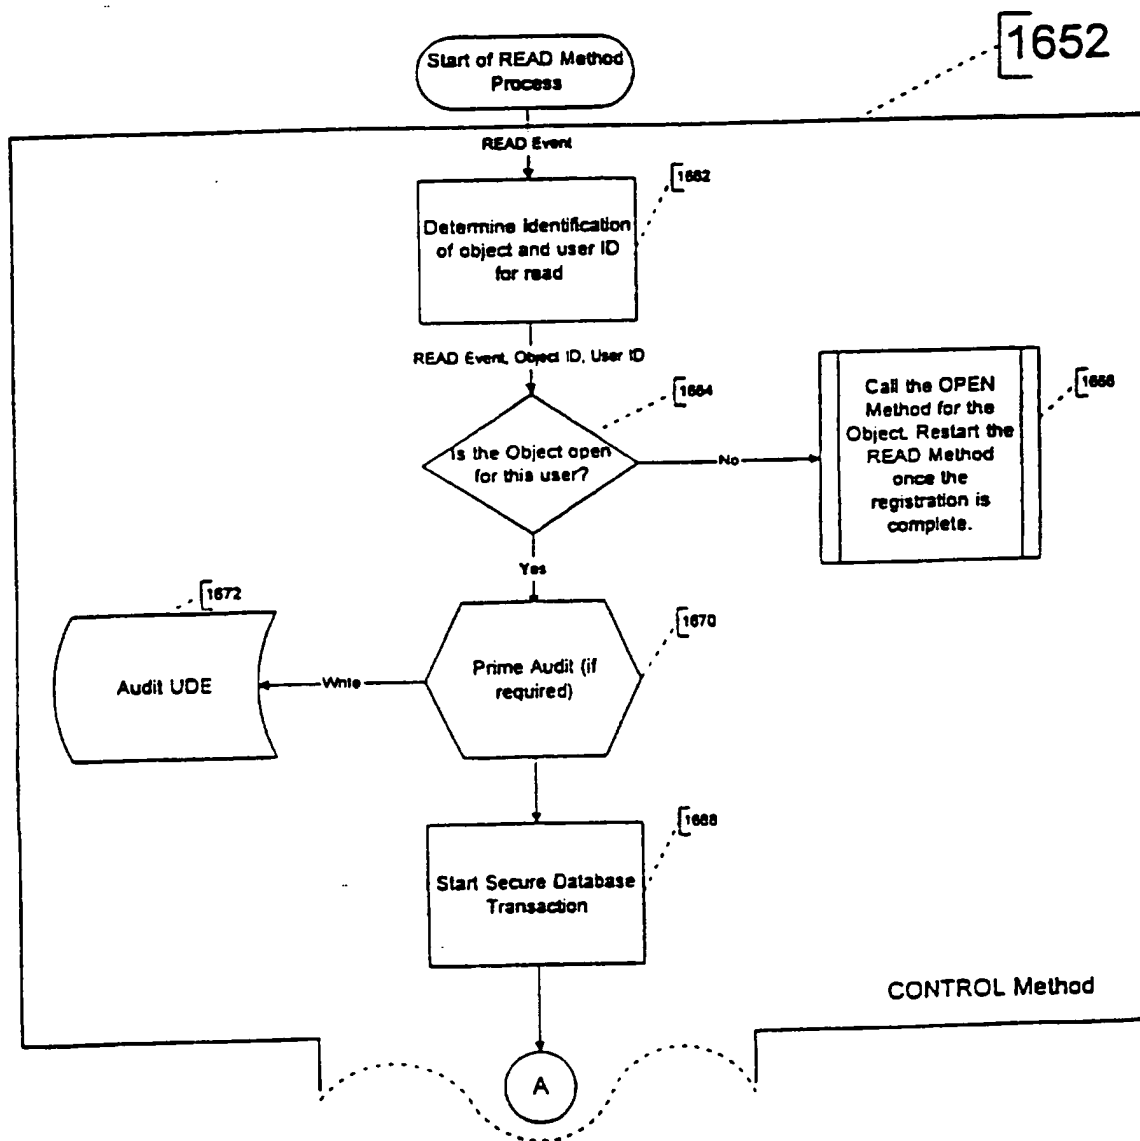 1652
Start of READ Method
Process
READ Event
1662
Determine identification
of object and user ID
for read
READ Event, Object ID, User ID
1664
Is the Object open
for this user?
No
1666
Call the OPEN
Method for the
Object. Restart the
READ Method
once the
registration is
complete.
Yes
1672
Audit UDE
Write
1670
Prime Audit (if
required)
1668
Start Secure Database
Transaction
CONTROL Method
A